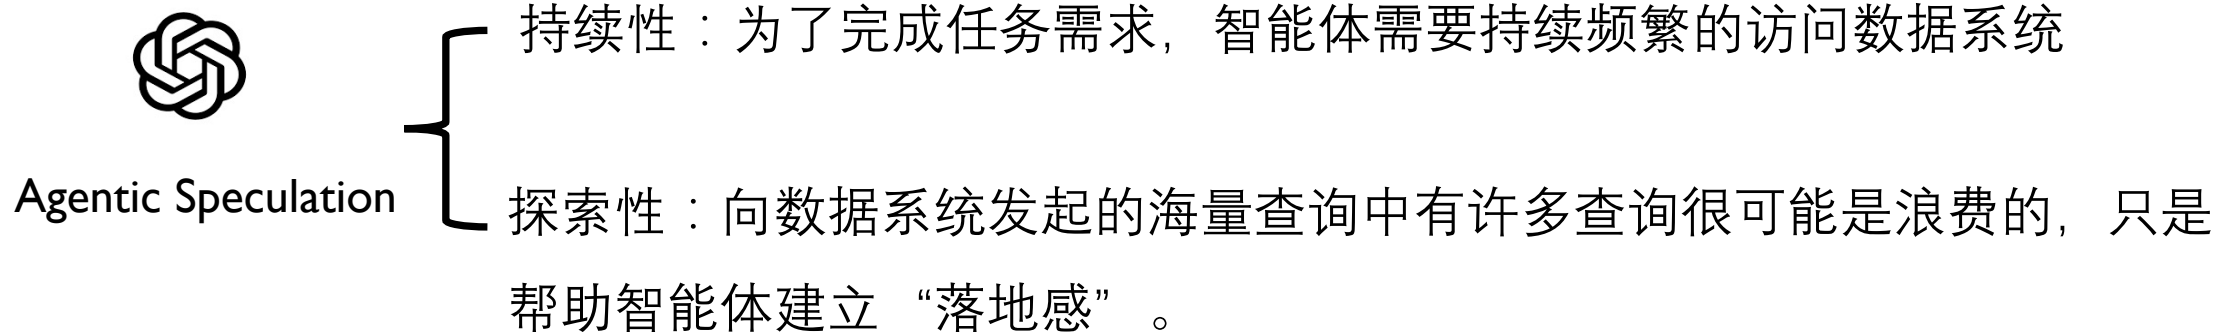 持续性：为了完成任务需求，智能体需要持续频繁的访问数据系统
Agentic Speculation
探索性：向数据系统发起的海量查询中有许多查询很可能是浪费的，只是
帮助智能体建立“落地感”。